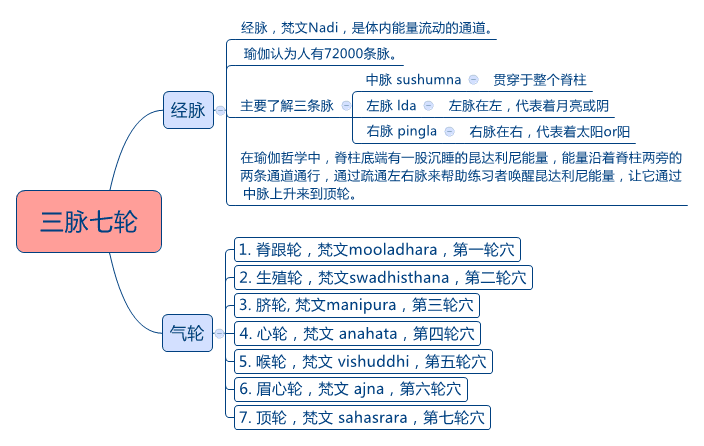 三脉七轮
经脉
经脉，梵文Nadi，是体内能量流动的通道。
瑜伽认为人有72000条脉。
主要了解三条脉
中脉 sushumna
贯穿于整个脊柱
左脉 lda
左脉在左，代表着月亮或阴
右脉 pingla
右脉在右，代表着太阳or阳
在瑜伽哲学中，脊柱底端有一股沉睡的昆达利尼能量，能量沿着脊柱两旁的
两条通道通行，通过疏通左右脉来帮助练习者唤醒昆达利尼能量，让它通过
中脉上升来到顶轮。
气轮
1. 脊跟轮，梵文mooladhara，第一轮穴
2. 生殖轮，梵文swadhisthana，第二轮穴
3. 脐轮, 梵文manipura，第三轮穴
4. 心轮，梵文 anahata，第四轮穴
5. 喉轮，梵文 vishuddhi，第五轮穴
6. 眉心轮，梵文 ajna，第六轮穴
7. 顶轮，梵文 sahasrara，第七轮穴